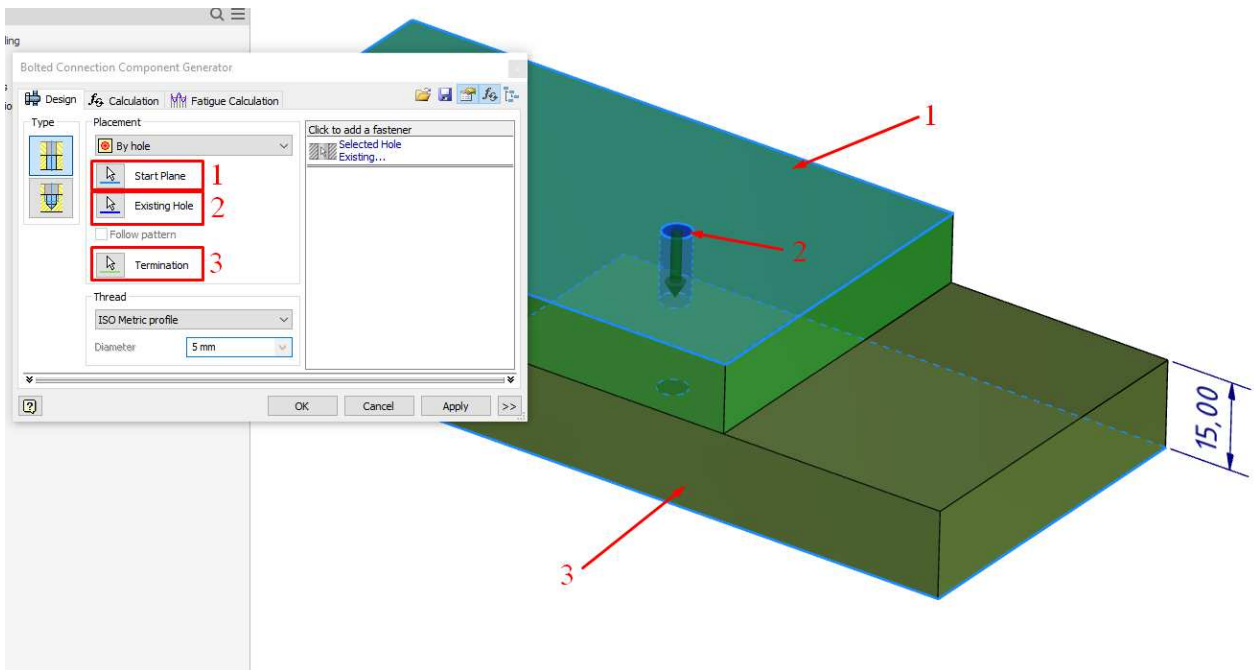 ling
Bolted Connection Component Generator
Design
Calculation
Fatigue Calculation
Type
Placement
By hole
Start Plane
1
Existing Hole
2
Follow pattern
Termination
3
Thread
ISO Metric profile
Diameter
5 mm
Click to add a fastener
Selected Hole
Existing...
OK
Cancel
Apply
>>
1
2
3
15,00